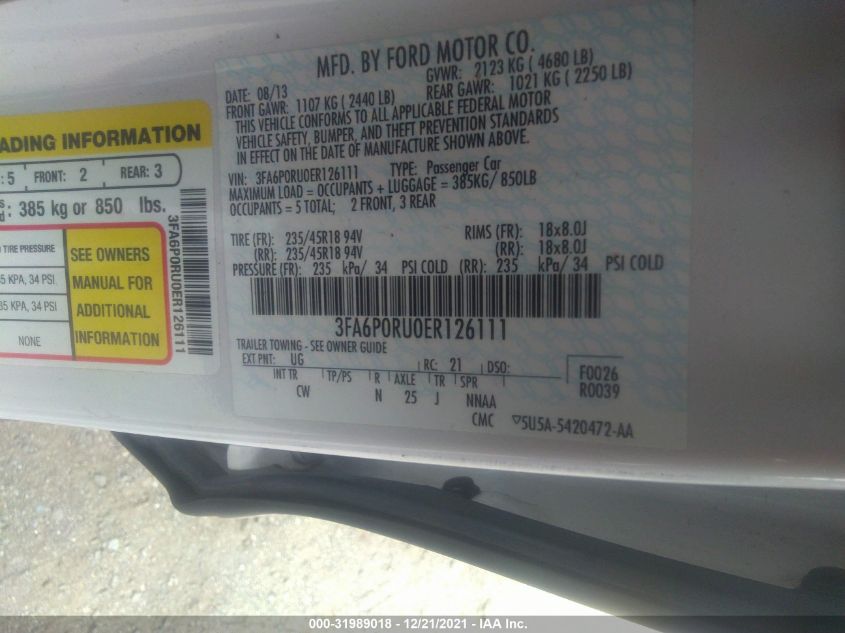 MFD. BY FORD MOTOR CO.
DATE: 08/13
GVWR: 2123 KG ( 4680 LB)
FRONT GAWR: 1107 KG ( 2440 LB)
REAR GAWR: 1021 KG ( 2250 LB)
THIS VEHICLE CONFORMS TO ALL APPLICABLE FEDERAL MOTOR
VEHICLE SAFETY, BUMPER, AND THEFT PREVENTION STANDARDS
IN EFFECT ON THE DATE OF MANUFACTURE SHOWN ABOVE.
VIN: 3FA6P0RU0ER126111 TYPE: Passenger Car
MAXIMUM LOAD = OCCUPANTS + LUGGAGE = 385KG/ 850LB
OCCUPANTS = 5 TOTAL; 2 FRONT, 3 REAR
TIRE (FR): 235/45R18 94V RIMS (FR): 18x8.0J
(RR): 235/45R18 94V (RR): 18x8.0J
PRESSURE (FR): 235 kPa/ 34 PSI COLD (RR): 235 kPa/ 34 PSI COLD
3FA6P0RU0ER126111
TRAILER TOWING - SEE OWNER GUIDE
EXT PNT: UG RC: 21 DSO:
INT TR TP/PS R AXLE TR SPR
CW N 25 J NNAA
F0026
R0039
CMC ▽5U5A-5420472-AA
ADING INFORMATION
: 5 FRONT: 2 REAR: 3
: 385 kg or 850 lbs.
TIRE PRESSURE
5 KPA, 34 PSI
35 KPA, 34 PSI
NONE
SEE OWNERS
MANUAL FOR
ADDITIONAL
INFORMATION
3FA6P0RU0ER126111
000-31989018 - 12/21/2021 - IAA Inc.